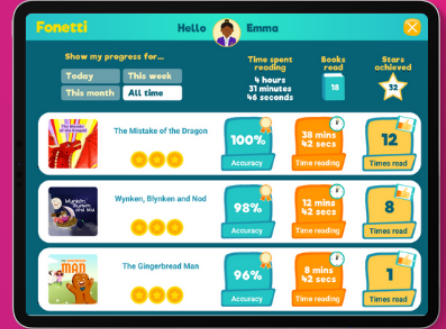 Fonetti
Hello Emma
Show my progress for...
Today
This week
This month
All time
Time spent
reading
4 hours
31 minutes
46 seconds
Books
read
18
Stars
achieved
32
The Mistake of the Dragon
100%
Accuracy
38 mins
42 secs
Time reading
12
Times read
Wynken, Blynken and Nod
98%
Accuracy
12 mins
42 secs
Time reading
8
Times read
The Gingerbread Man
MAN
96%
Accuracy
8 mins
42 secs
Time reading
1
Times read